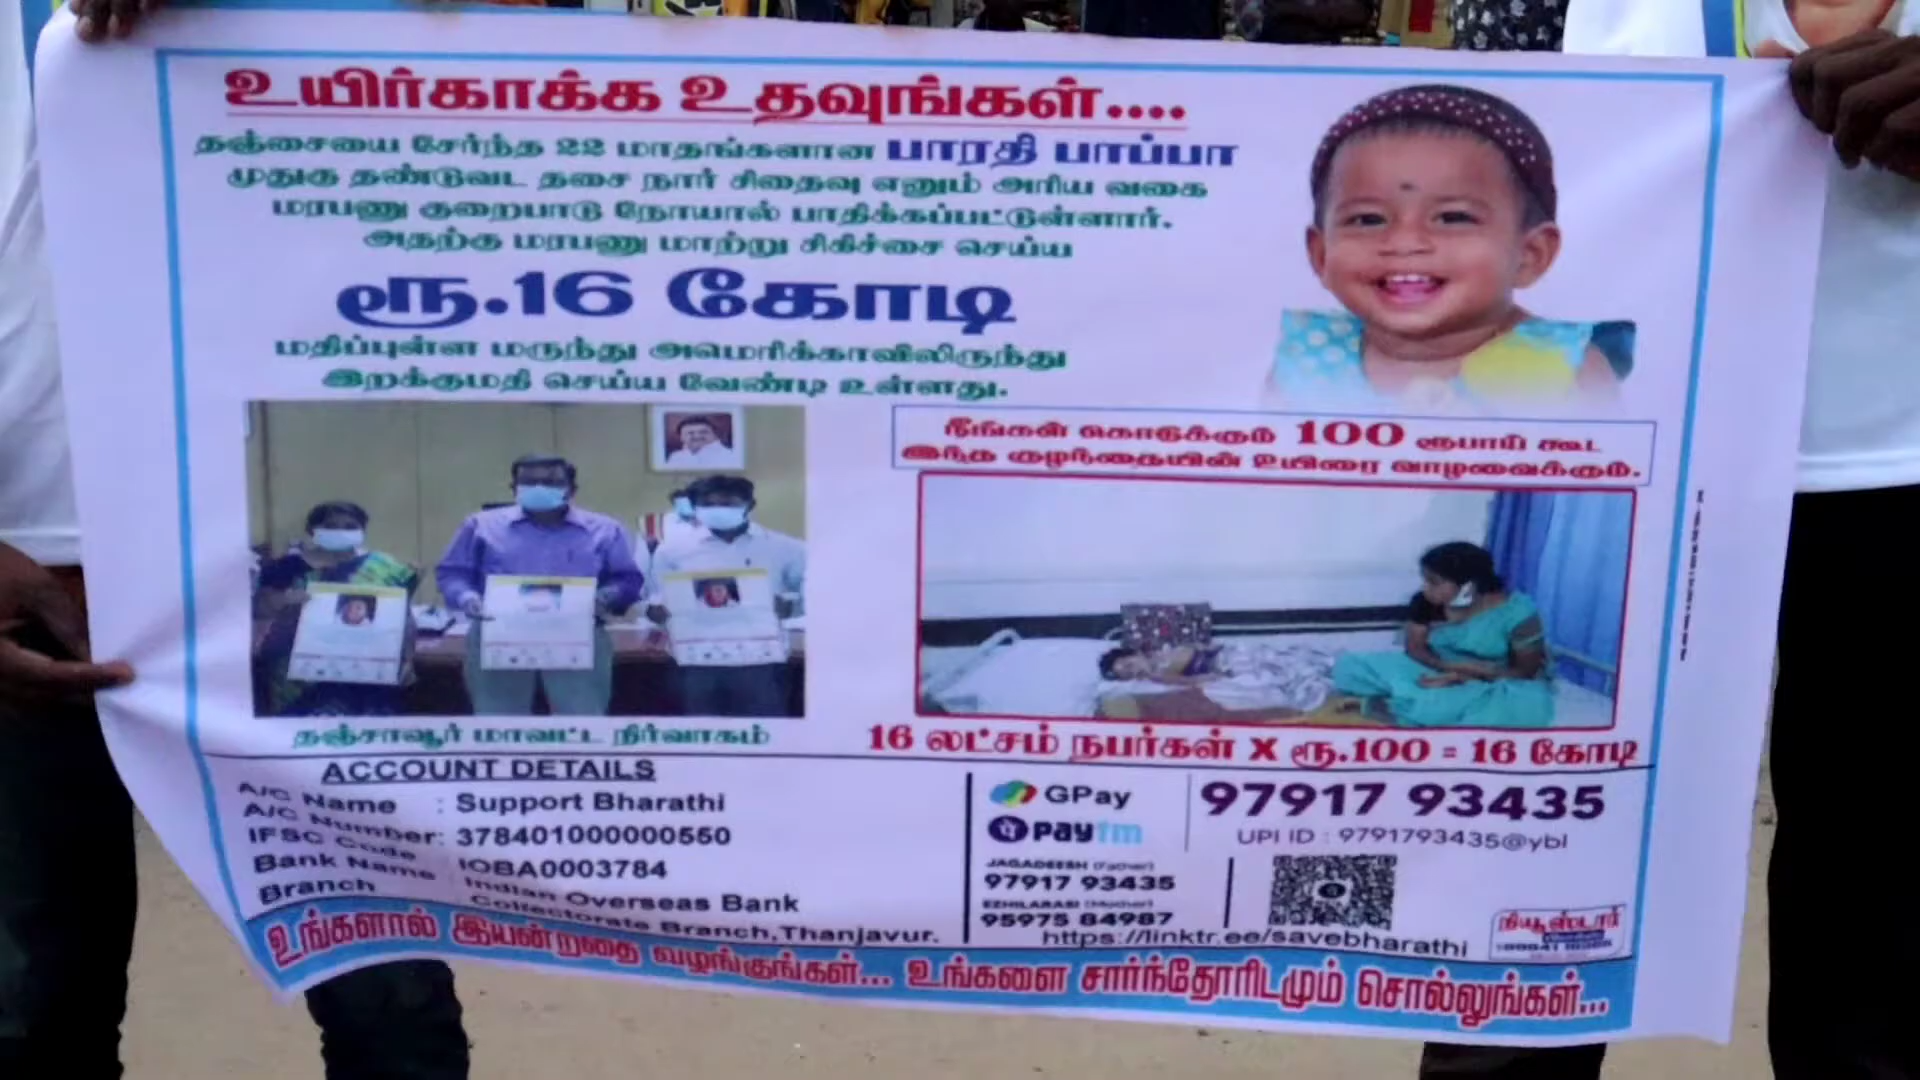 உயிர்காக்க உதவுங்கள்....
தஞ்சையை சேர்ந்த 22 மாதங்களான பாரதி பாப்பா
முதுகு தண்டுவட தசை நார் சிதைவு எனும் அரிய வகை
மரபணு குறைபாடு நோயால் பாதிக்கப்பட்டுள்ளார்.
அதற்கு மரபணு மாற்று சிகிச்சை செய்ய
ரூ.16 கோடி
மதிப்புள்ள மருந்து அமெரிக்காவிலிருந்து
இறக்குமதி செய்ய வேண்டி உள்ளது.
நீங்கள் கொடுக்கும் 100 ரூபாய் கூட
இந்த குழந்தையின் உயிரை வாழவைக்கும்.
தஞ்சாவூர் மாவட்ட நிர்வாகம்
16 லட்சம் நபர்கள் X ரூ.100 = 16 கோடி
ACCOUNT DETAILS
A/C Name : Support Bharathi
A/C Number: 378401000000550
IFSC Code IOBA0003784
Bank Name Indian Overseas Bank
Branch Collectorate Branch,Thanjavur.
GPay
paytm
97917 93435
UPI ID : 9791793435@ybl
JAGADEESH (Father)
97917 93435
EZHILARASI (Mother)
95975 84987
https://linktr.ee/savebharathi
நியூ ஸ்டார்
உங்களால் இயன்றதை வழங்குங்கள்... உங்களை சார்ந்தோரிடமும் சொல்லுங்கள்...